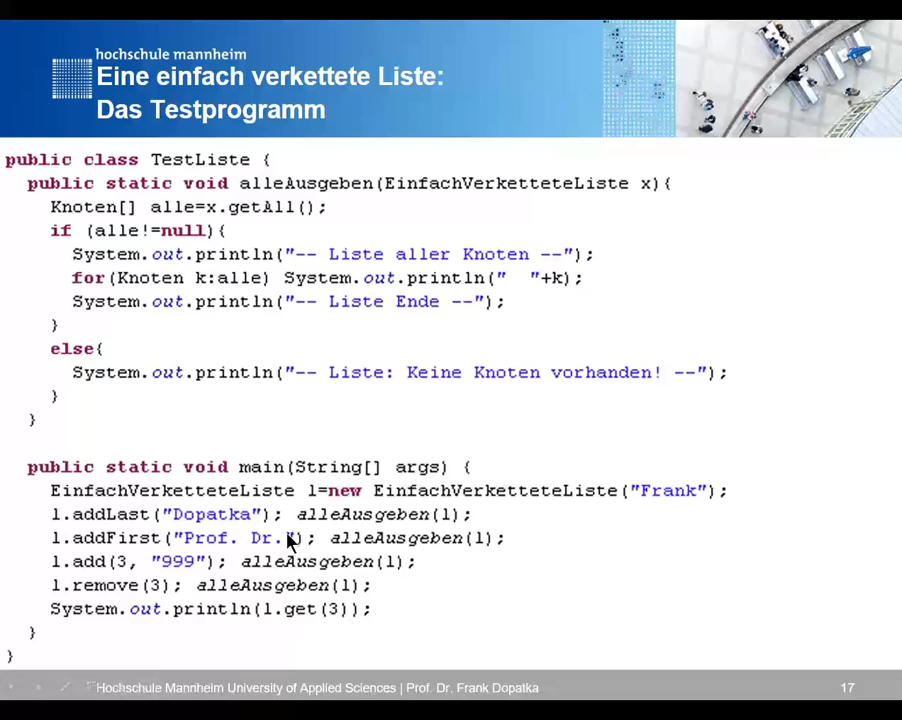 hochschule mannheim
Eine einfach verkettete Liste:
Das Testprogramm
public class TestListe {
  public static void alleAusgeben(EinfachVerketteteListe x){
    Knoten[] alle=x.getAll();
    if (alle!=null){
      System.out.println("-- Liste aller Knoten --");
      for(Knoten k:alle) System.out.println("  "+k);
      System.out.println("-- Liste Ende --");
    }
    else{
      System.out.println("-- Liste: Keine Knoten vorhanden! --");
    }
  }
  public static void main(String[] args) {
    EinfachVerketteteListe l=new EinfachVerketteteListe("Frank");
    l.addLast("Dopatka"); alleAusgeben(l);
    l.addFirst("Prof. Dr."); alleAusgeben(l);
    l.add(3, "999"); alleAusgeben(l);
    l.remove(3); alleAusgeben(l);
    System.out.println(l.get(3));
  }
}
Hochschule Mannheim University of Applied Sciences | Prof. Dr. Frank Dopatka 17